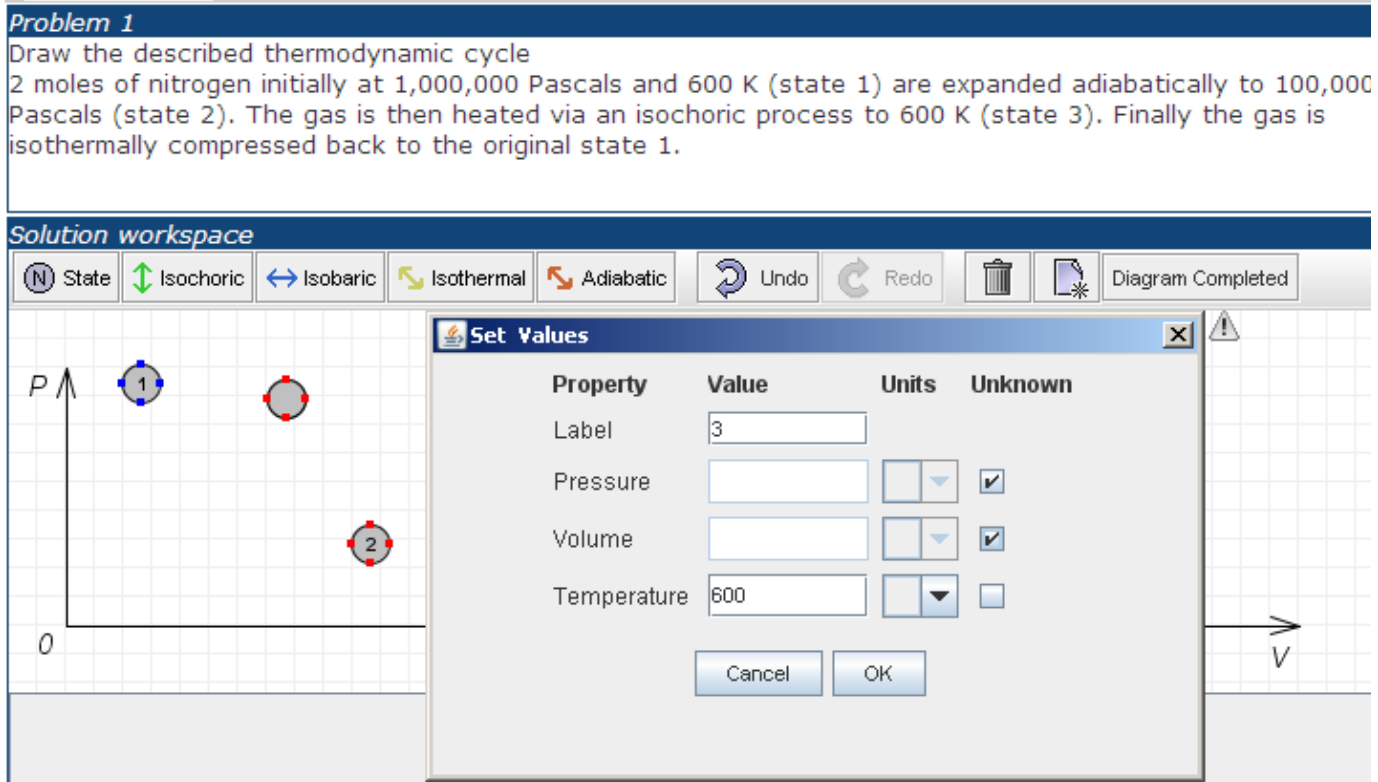 Problem 1
Draw the described thermodynamic cycle
2 moles of nitrogen initially at 1,000,000 Pascals and 600 K (state 1) are expanded adiabatically to 100,000
Pascals (state 2). The gas is then heated via an isochoric process to 600 K (state 3). Finally the gas is
isothermally compressed back to the original state 1.
Solution workspace
N State Isochoric Isobaric Isothermal Adiabatic Undo Redo Diagram Completed
Set Values
Property Value Units Unknown
Label 3
Pressure
Volume
Temperature 600
Cancel OK
P
1
2
0
V